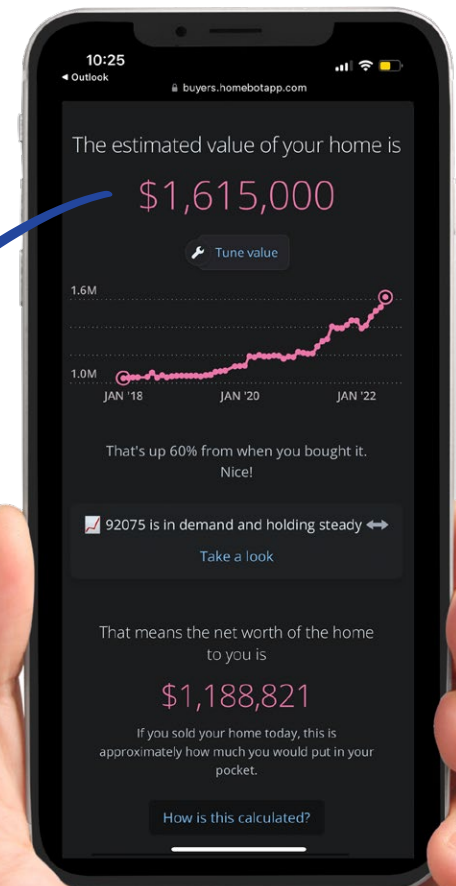 10:25
◀ Outlook
buyers.homebotapp.com
The estimated value of your home is
$1,615,000
Tune value
1.6M
1.0M
JAN '18 JAN '20 JAN '22
That's up 60% from when you bought it.
Nice!
92075 is in demand and holding steady
Take a look
That means the net worth of the home
to you is
$1,188,821
If you sold your home today, this is
approximately how much you would put in your
pocket.
How is this calculated?